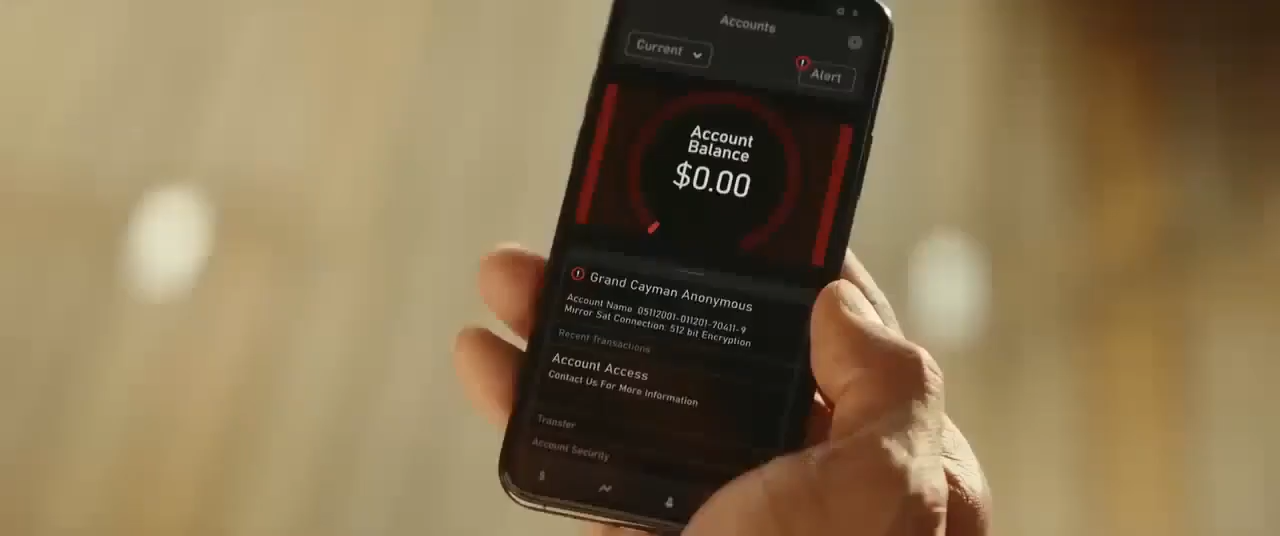 Accounts
Current
Alert
Account
Balance
$0.00
Grand Cayman Anonymous
Account Name 05112001-011201-70411-9
Mirror Sat Connection: 512 bit Encryption
Recent Transactions
Account Access
Contact Us For More Information
Transfer
Account Security